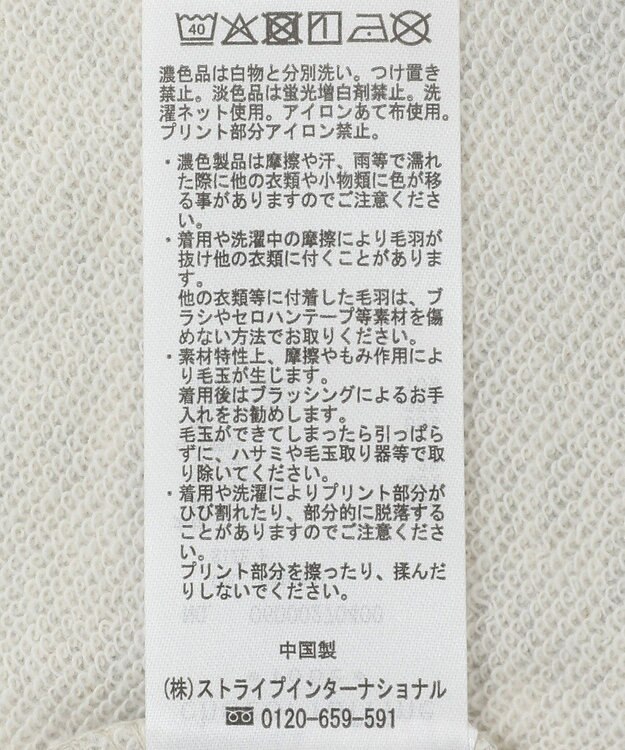 40
濃色品は白物と分別洗い。つけ置き
禁止。淡色品は蛍光増白剤禁止。洗
濯ネット使用。アイロンあて布使用。
プリント部分アイロン禁止。
・濃色製品は摩擦や汗、雨等で濡れ
た際に他の衣類や小物類に色が移
る事がありますのでご注意くださ
い。
・着用や洗濯中の摩擦により毛羽が
抜け他の衣類に付くことがありま
す。
他の衣類等に付着した毛羽は、ブ
ラシやセロハンテープ等素材を傷
めない方法でお取りください。
・素材特性上、摩擦やもみ作用によ
り毛玉が生じます。
着用後はブラッシングによるお手
入れをお勧めします。
毛玉ができてしまったら引っぱら
ずに、ハサミや毛玉取り器等で取
り除いてください。
・着用や洗濯によりプリント部分が
ひび割れたり、部分的に脱落する
ことがありますのでご注意くださ
い。
プリント部分を擦ったり、揉んだ
りしないでください。
中国製
(株)ストライプインターナショナル
0120-659-591